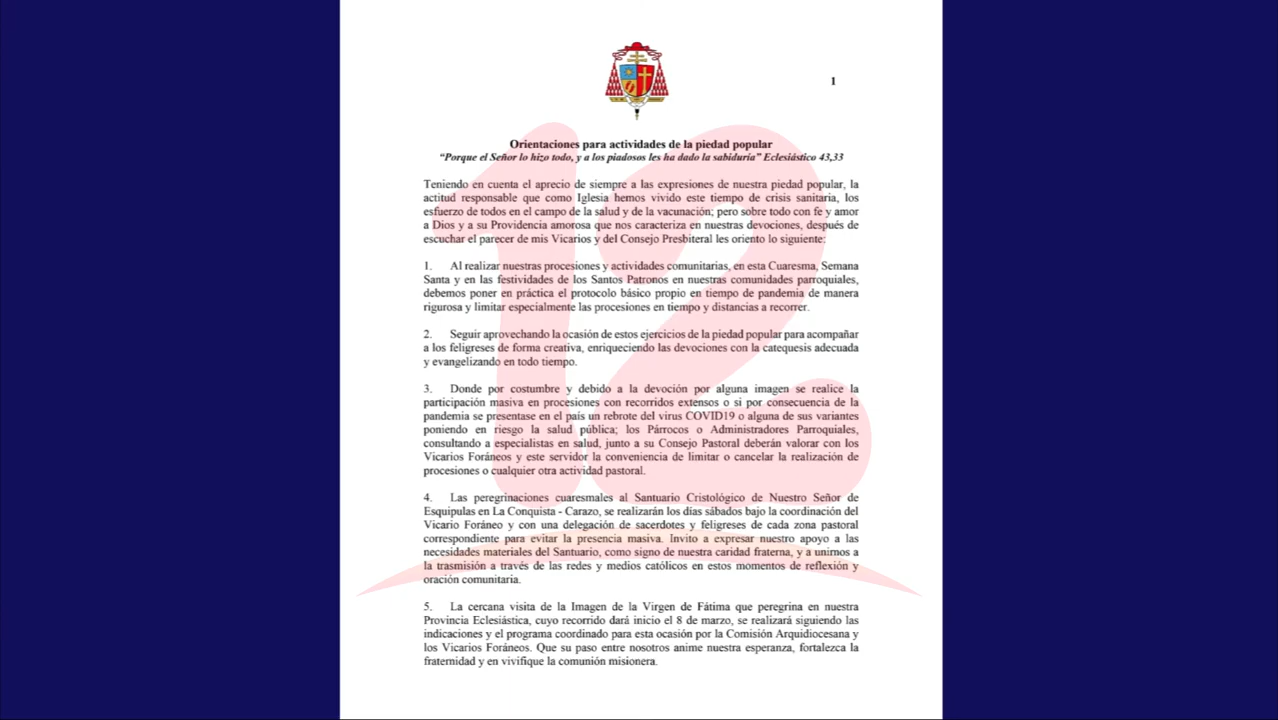 1
Orientaciones para actividades de la piedad popular
“Porque el Señor lo hizo todo, y a los piadosos les ha dado la sabiduría” Eclesiástico 43,33
Teniendo en cuenta el aprecio de siempre a las expresiones de nuestra piedad popular, la
actitud responsable que como Iglesia hemos vivido este tiempo de crisis sanitaria, los
esfuerzo de todos en el campo de la salud y de la vacunación; pero sobre todo con fe y amor
a Dios y a su Providencia amorosa que nos caracteriza en nuestras devociones, después de
escuchar el parecer de mis Vicarios y del Consejo Presbiteral les oriento lo siguiente:
1. Al realizar nuestras procesiones y actividades comunitarias, en esta Cuaresma, Semana
Santa y en las festividades de los Santos Patronos en nuestras comunidades parroquiales,
debemos poner en práctica el protocolo básico propio en tiempo de pandemia de manera
rigurosa y limitar especialmente las procesiones en tiempo y distancias a recorrer.
2. Seguir aprovechando la ocasión de estos ejercicios de la piedad popular para acompañar
a los feligreses de forma creativa, enriqueciendo las devociones con la catequesis adecuada
y evangelizando en todo tiempo.
3. Donde por costumbre y debido a la devoción por alguna imagen se realice la
participación masiva en procesiones con recorridos extensos o si por consecuencia de la
pandemia se presentase en el país un rebrote del virus COVID19 o alguna de sus variantes
poniendo en riesgo la salud pública; los Párrocos o Administradores Parroquiales,
consultando a especialistas en salud, junto a su Consejo Pastoral deberán valorar con los
Vicarios Foráneos y este servidor la conveniencia de limitar o cancelar la realización de
procesiones o cualquier otra actividad pastoral.
4. Las peregrinaciones cuaresmales al Santuario Cristológico de Nuestro Señor de
Esquipulas en La Conquista - Carazo, se realizarán los días sábados bajo la coordinación del
Vicario Foráneo y con una delegación de sacerdotes y feligreses de cada zona pastoral
correspondiente para evitar la presencia masiva. Invito a expresar nuestro apoyo a las
necesidades materiales del Santuario, como signo de nuestra caridad fraterna, y a unirnos a
la trasmisión a través de las redes y medios católicos en estos momentos de reflexión y
oración comunitaria.
5. La cercana visita de la Imagen de la Virgen de Fátima que peregrina en nuestra
Provincia Eclesiástica, cuyo recorrido dará inicio el 8 de marzo, se realizará siguiendo las
indicaciones y el programa coordinado para esta ocasión por la Comisión Arquidiocesana y
los Vicarios Foráneos. Que su paso entre nosotros anime nuestra esperanza, fortalezca la
fraternidad y en vivifique la comunión misionera.
12